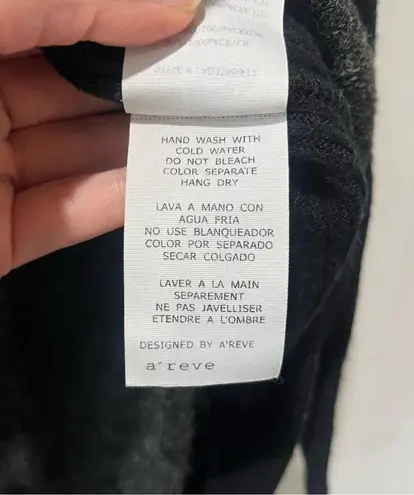 HAND WASH WITH
COLD WATER
DO NOT BLEACH
COLOR SEPARATE
HANG DRY
LAVA A MANO CON
AGUA FRIA
NO USE BLANQUEADOR
COLOR POR SEPARADO
SECAR COLGADO
LAVER A LA MAIN
SEPAREMENT
NE PAS JAVELLISER
ETENDRE A L'OMBRE
DESIGNED BY A'REVE
a'reve